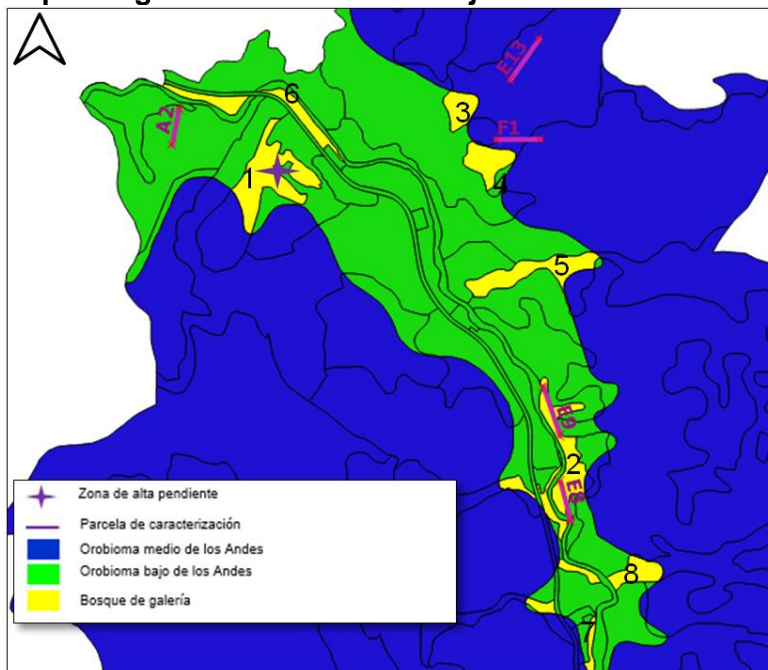 E13
6
3
A2
F1
1
4
5
E9
2
E8
Zona de alta pendiente
Parcela de caracterización
Orobioma medio de los Andes
Orobioma bajo de los Andes
Bosque de galería
8
7